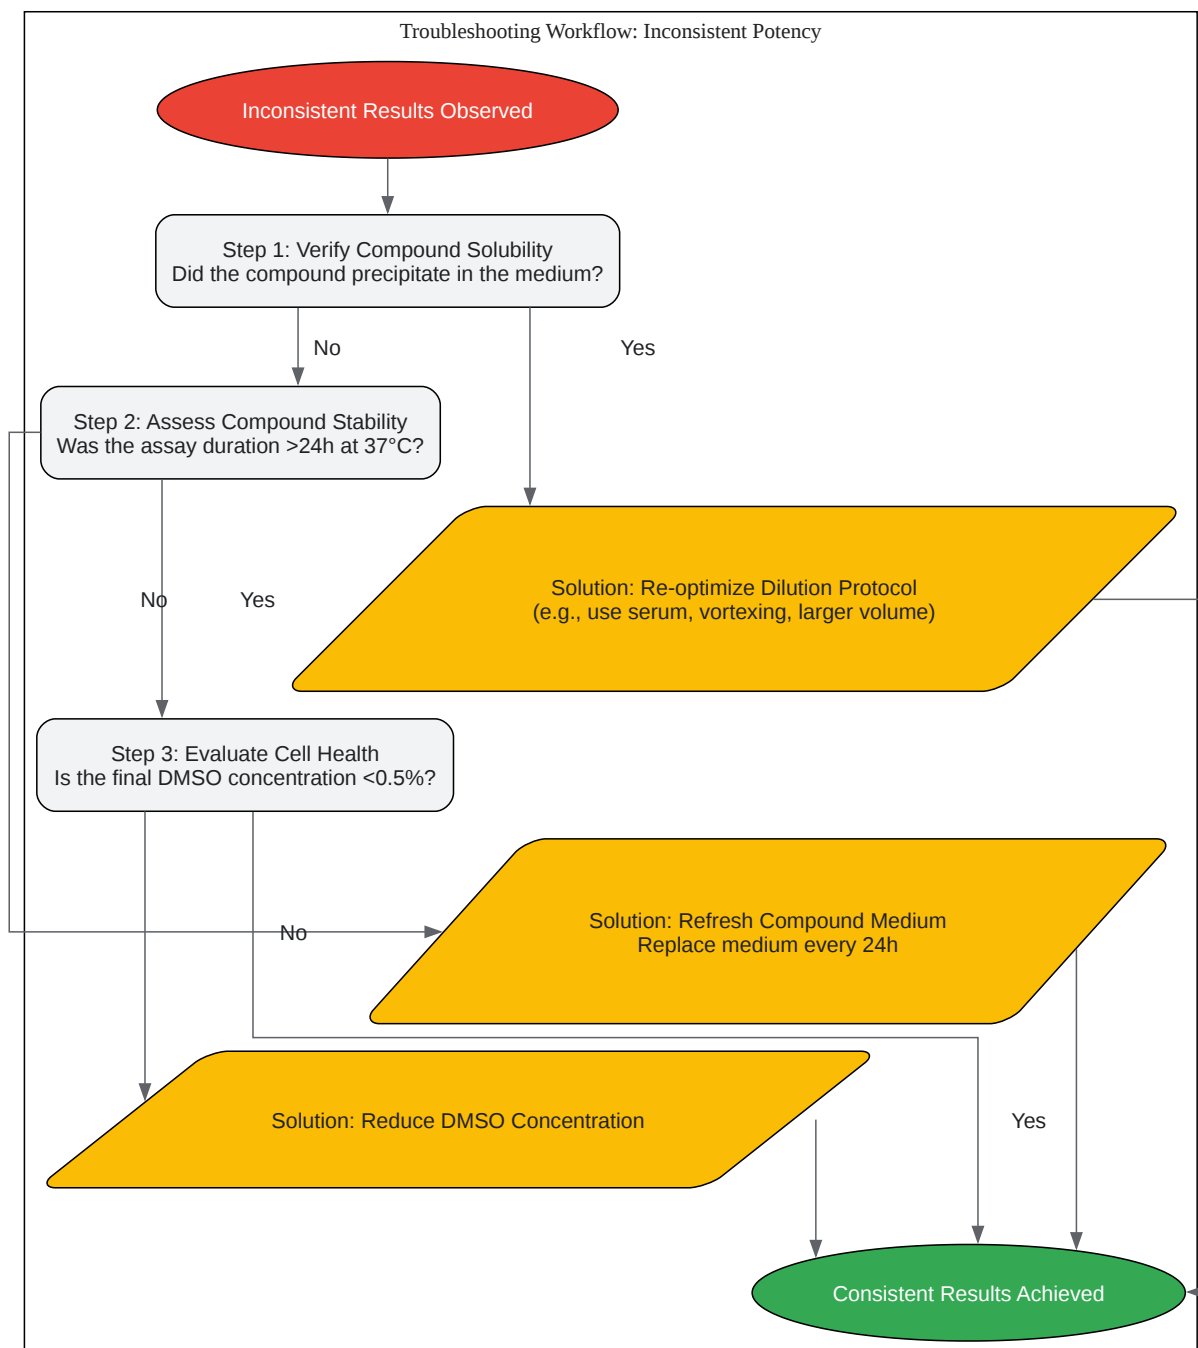 Troubleshooting Workflow: Inconsistent Potency
Inconsistent Results Observed
Step 1: Verify Compound Solubility
Did the compound precipitate in the medium?
No
Yes
Step 2: Assess Compound Stability
Was the assay duration >24h at 37°C?
No
Yes
Solution: Re-optimize Dilution Protocol
(e.g., use serum, vortexing, larger volume)
Step 3: Evaluate Cell Health
Is the final DMSO concentration <0.5%?
No
Solution: Refresh Compound Medium
Replace medium every 24h
Solution: Reduce DMSO Concentration
Yes
Consistent Results Achieved